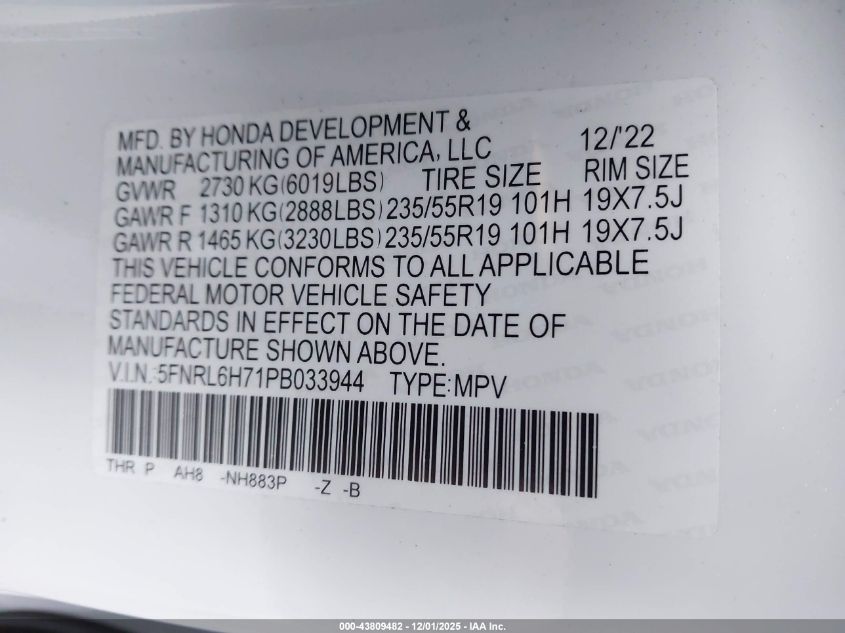 MFD. BY HONDA DEVELOPMENT &
MANUFACTURING OF AMERICA, LLC 12/'22
GVWR 2730 KG(6019LBS) TIRE SIZE RIM SIZE
GAWR F 1310 KG(2888LBS) 235/55R19 101H 19X7.5J
GAWR R 1465 KG(3230LBS) 235/55R19 101H 19X7.5J
THIS VEHICLE CONFORMS TO ALL APPLICABLE
FEDERAL MOTOR VEHICLE SAFETY
STANDARDS IN EFFECT ON THE DATE OF
MANUFACTURE SHOWN ABOVE.
V.I.N.:5FNRL6H71PB033944 TYPE:MPV
THR P AH8 -NH883P -Z -B
000-43809482 - 12/01/2025 - IAA Inc.